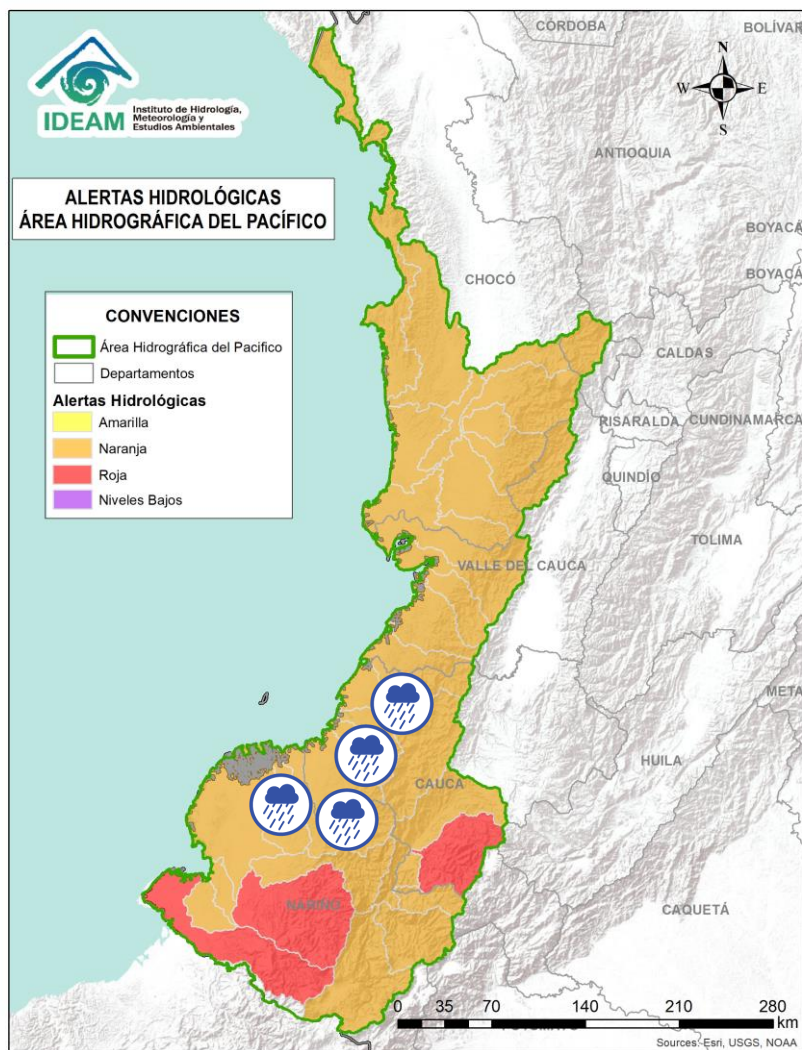 IDEAM
Instituto de Hidrología,
Meteorología y
Estudios Ambientales
ALERTAS HIDROLÓGICAS
ÁREA HIDROGRÁFICA DEL PACÍFICO
CONVENCIONES
Área Hidrográfica del Pacifico
Departamentos
Alertas Hidrológicas
Amarilla
Naranja
Roja
Niveles Bajos
N
W
E
S
CÓRDOBA
BOLÍVAR
ANTIOQUIA
BOYACÁ
BOYACÁ
CHOCÓ
CALDAS
RISARALDA
CUNDINAMARCA
QUINDÍO
TOLIMA
VALLE DEL CAUCA
META
HUILA
CAUCA
NARIÑO
CAQUETÁ
0 35 70 140 210 280
km
Sources: Esri, USGS, NOAA